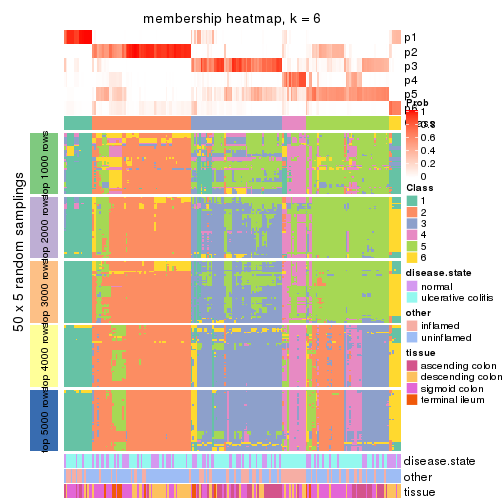 membership heatmap, k = 6
p1
p2
p3
p4
p5
p6
Prob
1
0.8
0.6
0.4
0.2
0
Class
1
2
3
4
5
6
disease.state
normal
ulcerative colitis
other
inflamed
uninflamed
tissue
ascending colon
descending colon
sigmoid colon
terminal ileum
50 x 5 random samplings
top 1000 rows
top 2000 rows
top 3000 rows
top 4000 rows
top 5000 rows
disease.state
other
tissue